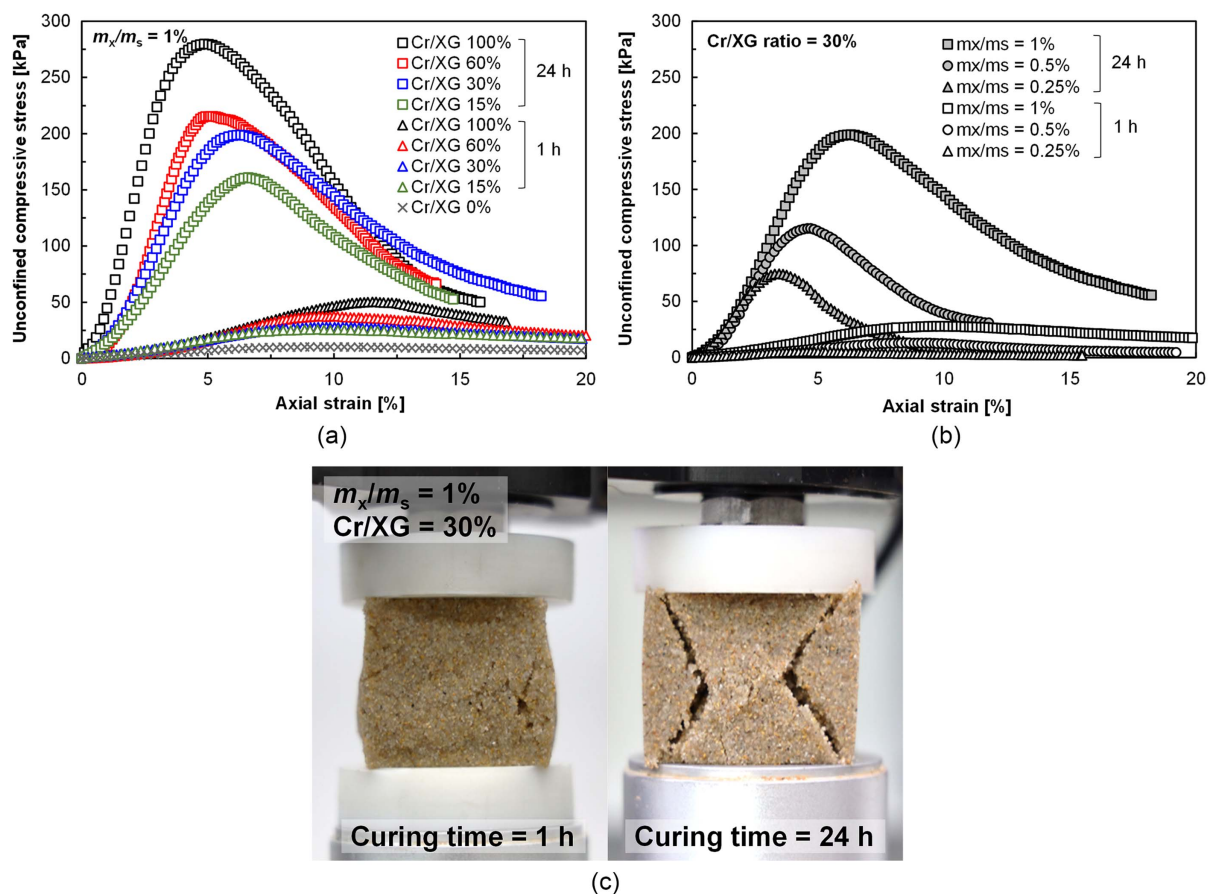 300
250
200
150
100
50
0
Unconfined compressive stress [kPa]
mx/ms = 1%
Cr/XG 100%
Cr/XG 60%
Cr/XG 30%
Cr/XG 15%
24 h
Cr/XG 100%
Cr/XG 60%
Cr/XG 30%
Cr/XG 15%
1 h
Cr/XG 0%
0
5
10
15
20
Axial strain [%]
(a)
300
250
200
150
100
50
0
Unconfined compressive stress [kPa]
Cr/XG ratio = 30%
mx/ms = 1%
mx/ms = 0.5%
mx/ms = 0.25%
24 h
mx/ms = 1%
mx/ms = 0.5%
mx/ms = 0.25%
1 h
0
5
10
15
20
Axial strain [%]
(b)
mx/ms = 1%
Cr/XG = 30%
Curing time = 1 h
Curing time = 24 h
(c)